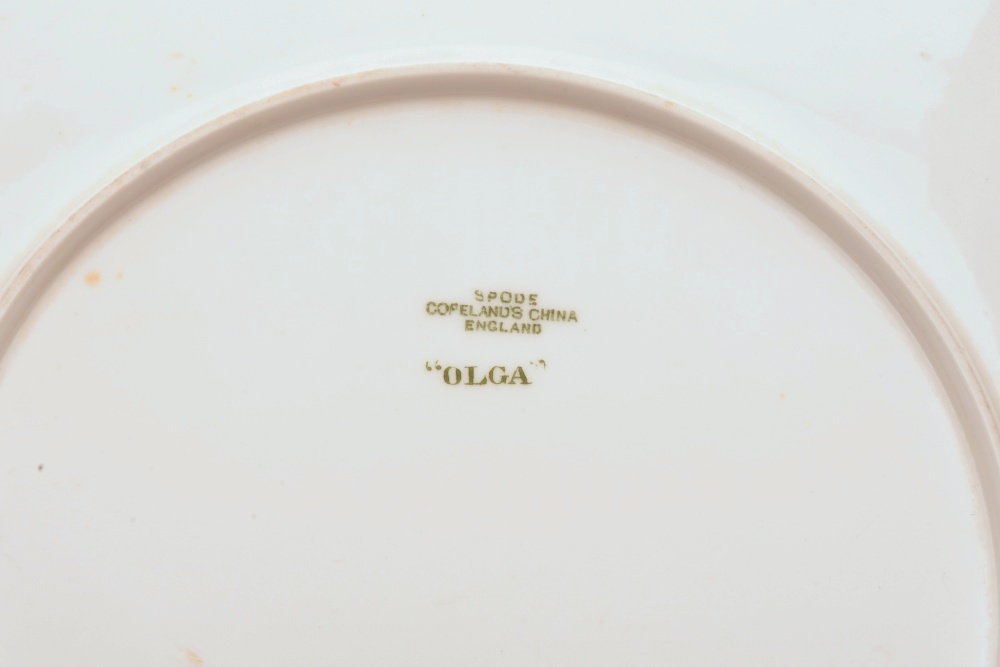 SPODE
COPELAND'S CHINA
ENGLAND
"OLGA"